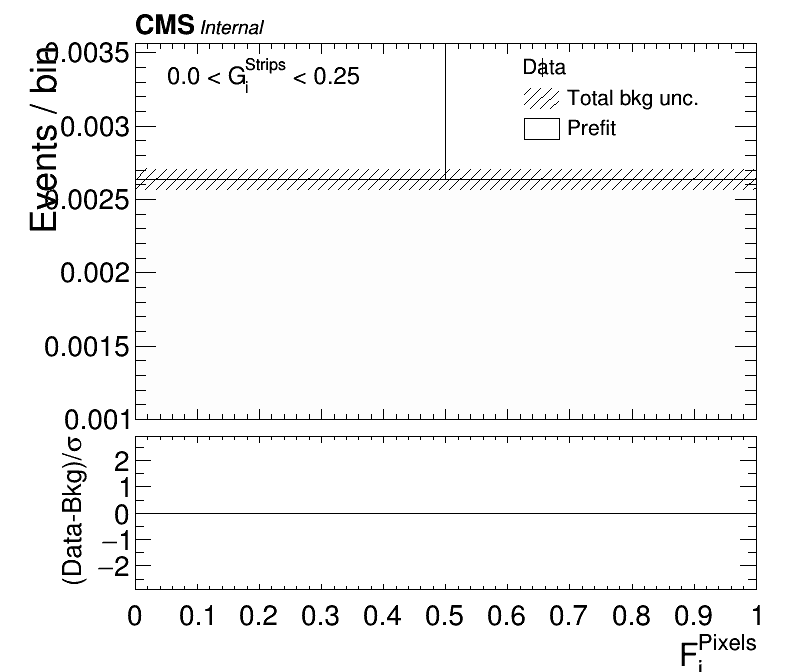 CMS Internal
Events / bin
0.0035
0.003
0.0025
0.002
0.0015
0.001
0.0 < G_i^Strips < 0.25
Data
Total bkg unc.
Prefit
(Data-Bkg)/σ
2
1
0
−1
−2
0 0.1 0.2 0.3 0.4 0.5 0.6 0.7 0.8 0.9 1
F_i^Pixels